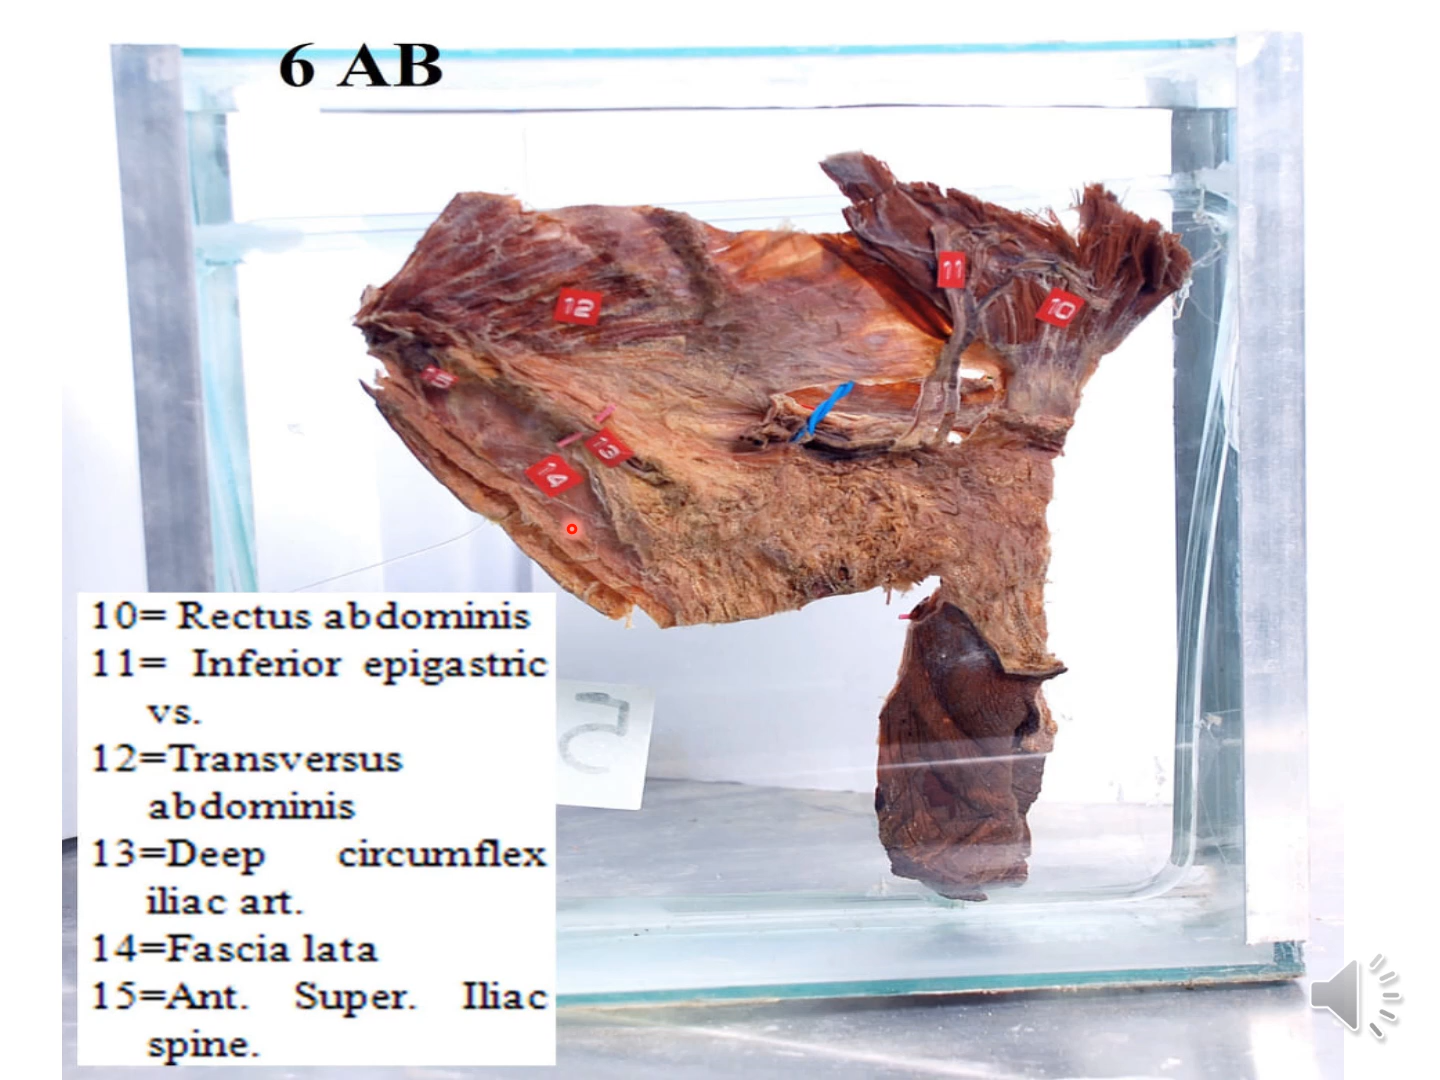 6 AB
11
12
10
15
13
14
10= Rectus abdominis
11= Inferior epigastric
vs.
12=Transversus
abdominis
13=Deep circumflex
iliac art.
14=Fascia lata
15=Ant. Super. Iliac
spine.